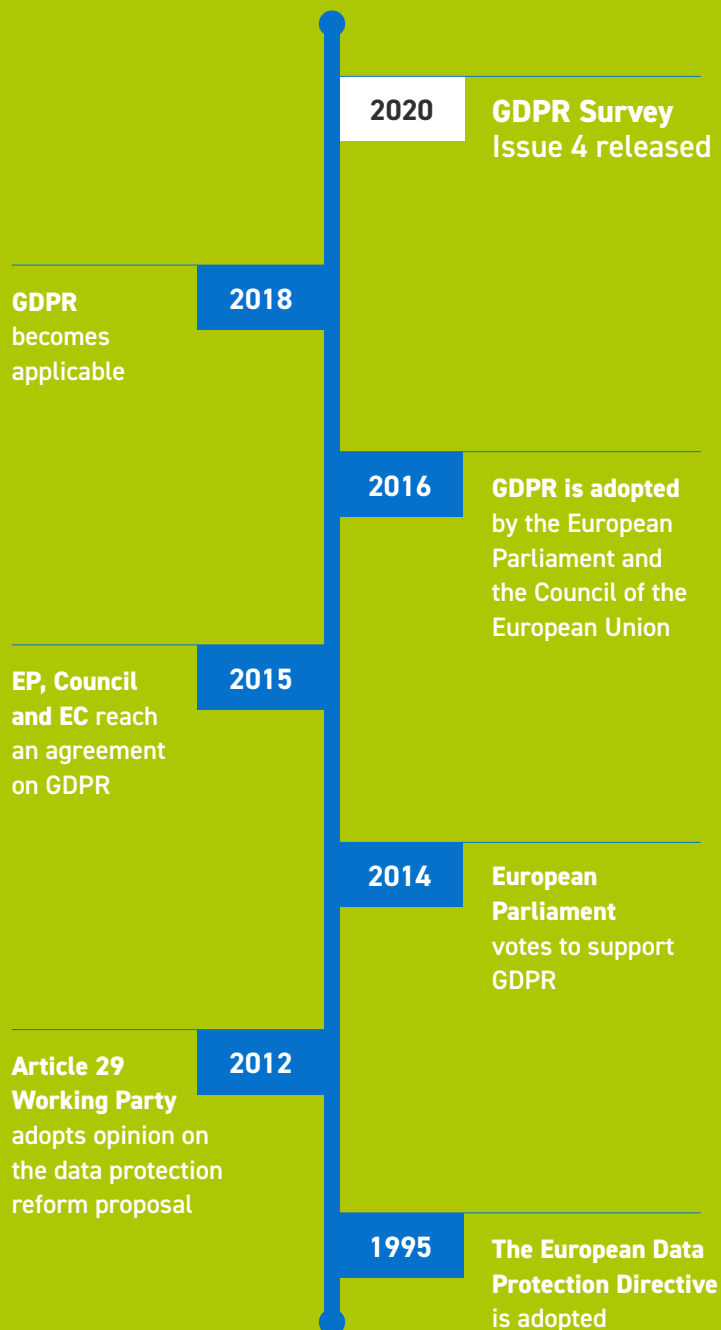 2020
GDPR Survey
Issue 4 released
2018
GDPR
becomes
applicable
2016
GDPR is adopted
by the European
Parliament and
the Council of the
European Union
2015
EP, Council
and EC reach
an agreement
on GDPR
2014
European
Parliament
votes to support
GDPR
2012
Article 29
Working Party
adopts opinion on
the data protection
reform proposal
1995
The European Data
Protection Directive
is adopted